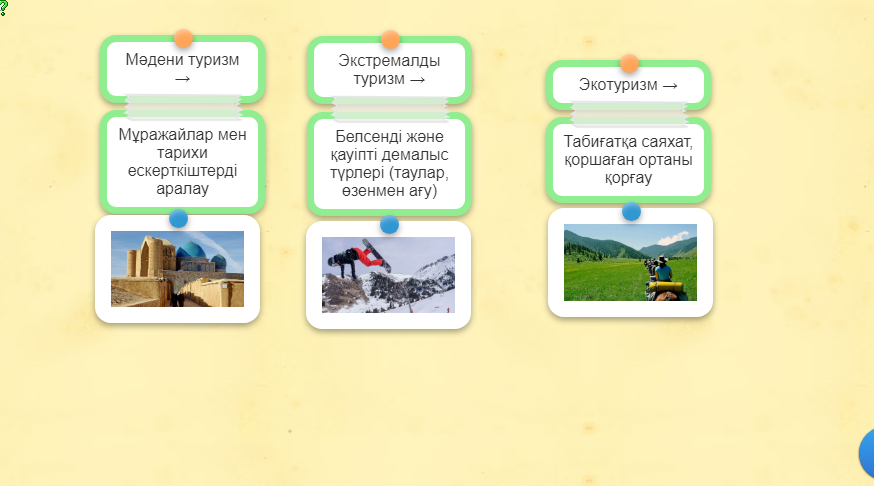 ?
Мәдени туризм
→
Мұражайлар мен
тарихи
ескерткіштерді
аралау
Экстремалды
туризм →
Белсенді және
қауіпті демалыс
түрлері (таулар,
өзенмен ағу)
Экотуризм →
Табиғатқа саяхат,
қоршаған ортаны
қорғау